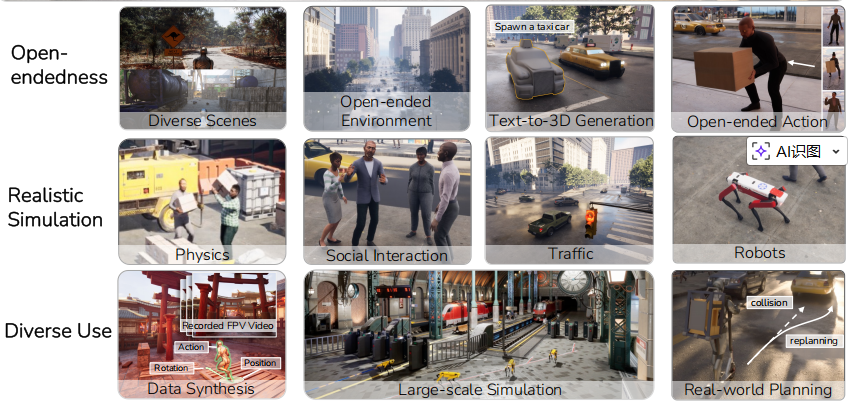 Open-
endedness
Diverse Scenes
Open-ended
Environment
Spawn a taxi car
Text-to-3D Generation
Open-ended Action
Realistic
Simulation
Physics
Social Interaction
Traffic
AI识图
Robots
Diverse Use
Recorded FPV Video
Action
Rotation
Position
Data Synthesis
Large-scale Simulation
collision
replanning
Real-world Planning